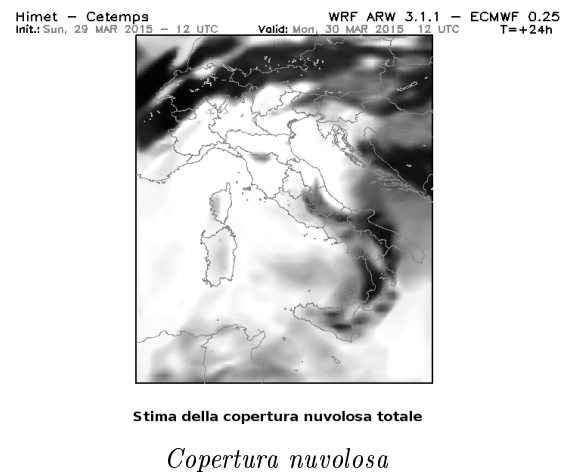 Himet – Cetemps WRF ARW 3.1.1 – ECMWF 0.25
Init.: Sun, 29 MAR 2015 – 12 UTC Valid: Mon, 30 MAR 2015 12 UTC T=+24h
Stima della copertura nuvolosa totale
Copertura nuvolosa